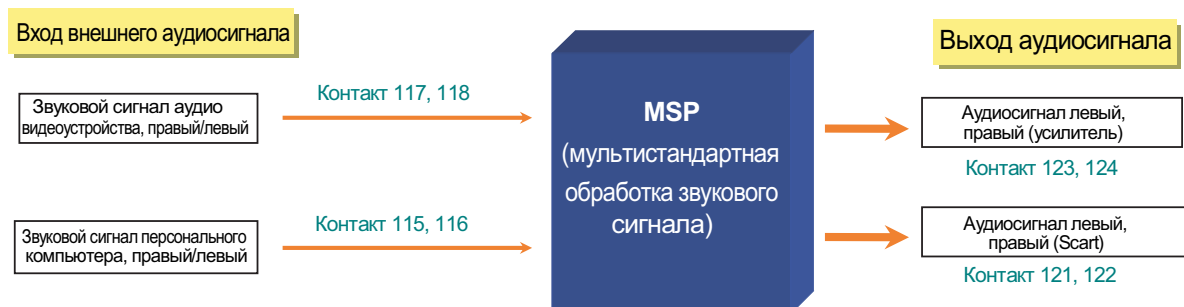 Вход внешнего аудиосигнала
Звуковой сигнал аудио
видеоустройства, правый/левый
Контакт 117, 118
Звуковой сигнал персонального
компьютера, правый/левый
Контакт 115, 116
MSP
(мультистандартная
обработка звукового
сигнала)
Выход аудиосигнала
Аудиосигнал левый,
правый (усилитель)
Контакт 123, 124
Аудиосигнал левый,
правый (Scart)
Контакт 121, 122